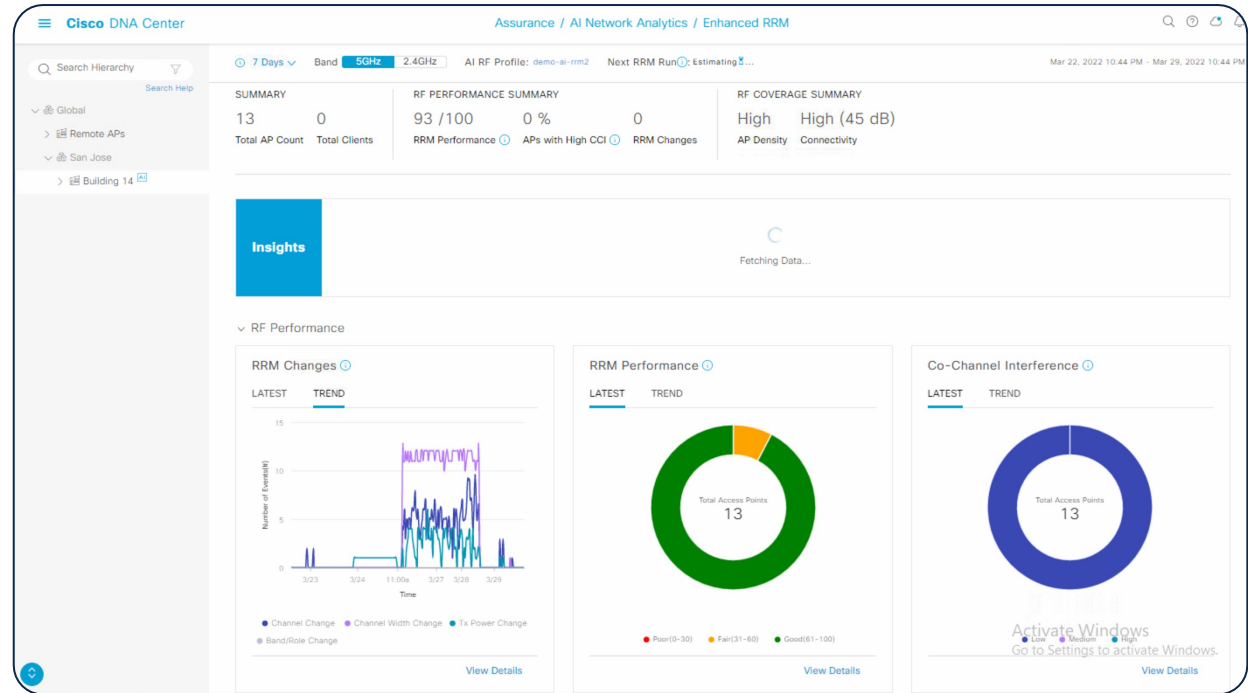 Cisco DNA Center
Assurance / AI Network Analytics / Enhanced RRM
Search Hierarchy
Search Help
Global
Remote APs
San Jose
Building 14 AI
7 Days Band 5GHz 2.4GHz AI RF Profile: demo-ai-rrm2 Next RRM Run: Estimating... Mar 22, 2022 10:44 PM - Mar 29, 2022 10:44 PM
SUMMARY
13 0
Total AP Count Total Clients
RF PERFORMANCE SUMMARY
93 /100 0 % 0
RRM Performance APs with High CCI RRM Changes
RF COVERAGE SUMMARY
High High (45 dB)
AP Density Connectivity
Insights
Fetching Data...
RF Performance
RRM Changes
LATEST TREND
15
10
5
0
Number of Events(N)
3/23 3/24 11:00a 3/27 3/28 3/29
Time
Channel Change Channel Width Change Tx Power Change
Band/Role Change
View Details
RRM Performance
LATEST TREND
Total Access Points
13
Poor(0-30) Fair(31-60) Good(61-100)
View Details
Co-Channel Interference
LATEST TREND
Total Access Points
13
Low Medium High
View Details
Activate Windows
Go to Settings to activate Windows.